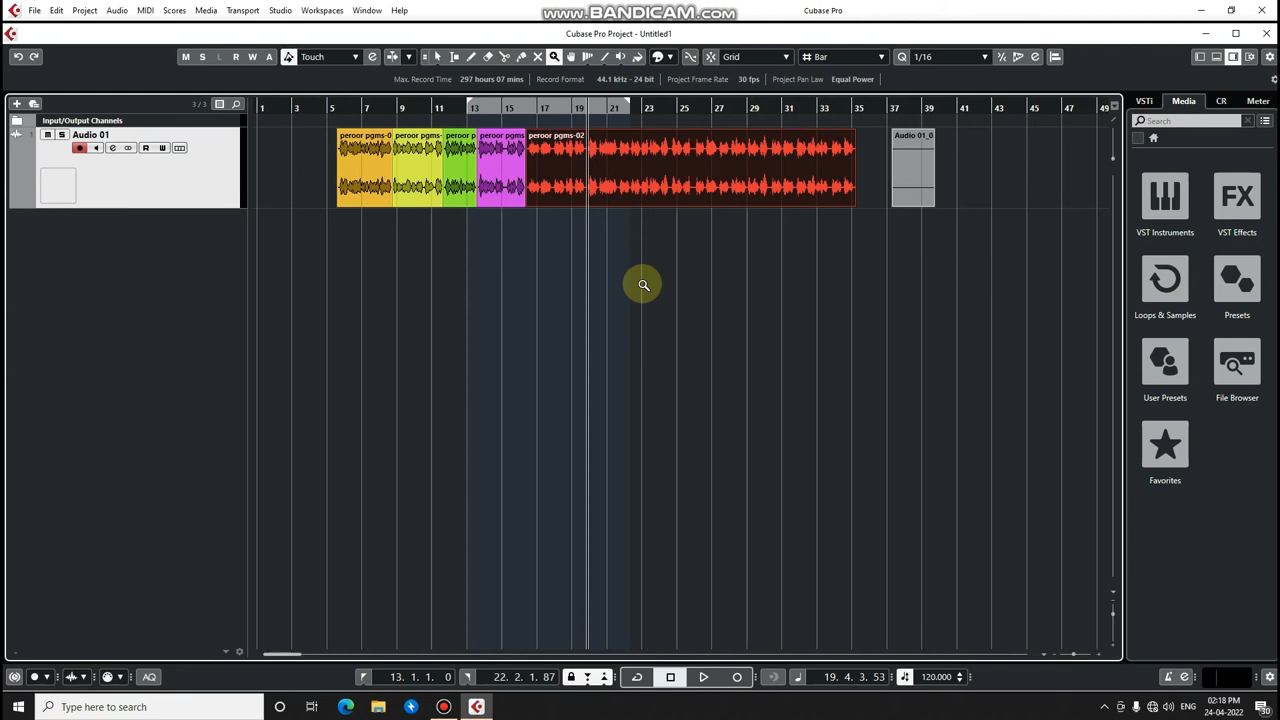 File Edit Project Audio MIDI Scores Media Transport Studio Workspaces Window Help
WWW.BANDICAM.COM
Cubase Pro
Cubase Pro Project - Untitled1
M S L R W A Touch Grid Bar Q 1/16
Max. Record Time 297 hours 07 mins Record Format 44.1 kHz - 24 bit Project Frame Rate 30 fps Project Pan Law Equal Power
3/3 1 3 5 7 9 11 13 15 17 19 21 23 25 27 29 31 33 35 37 39 41 43 45 47 49
VSTi Media CR Meter
Input/Output Channels
Search
1 M S Audio 01
R W
peroor pgms-0 peroor pgms- peroor p peroor pgms peroor pgms-02 Audio 01_0
VST Instruments VST Effects
Loops & Samples Presets
User Presets File Browser
Favorites
AQ 13. 1. 1. 0 22. 2. 1. 87 19. 4. 3. 53 120.000
Type here to search
ENG
02:18 PM
24-04-2022
30